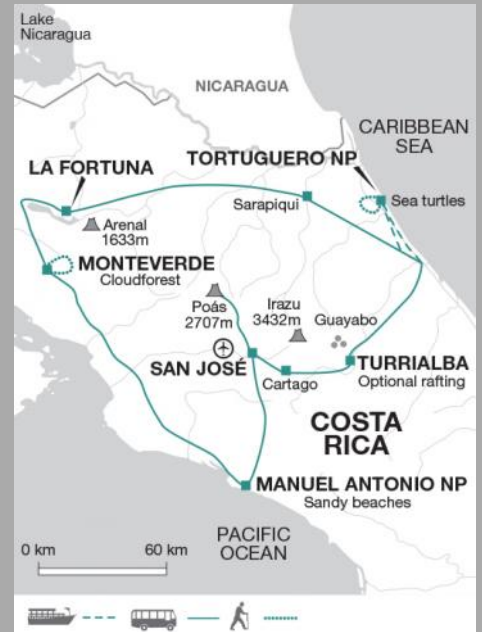 Lake
Nicaragua
NICARAGUA
CARIBBEAN
SEA
LA FORTUNA
TORTUGUERO NP
Sea turtles
Sarapiqui
Arenal
1633m
MONTEVERDE
Cloudforest
Poás
2707m
Irazu
3432m
Guayabo
SAN JOSÉ
Cartago
TURRIALBA
Optional rafting
COSTA
RICA
MANUEL ANTONIO NP
Sandy beaches
PACIFIC
OCEAN
0 km
60 km